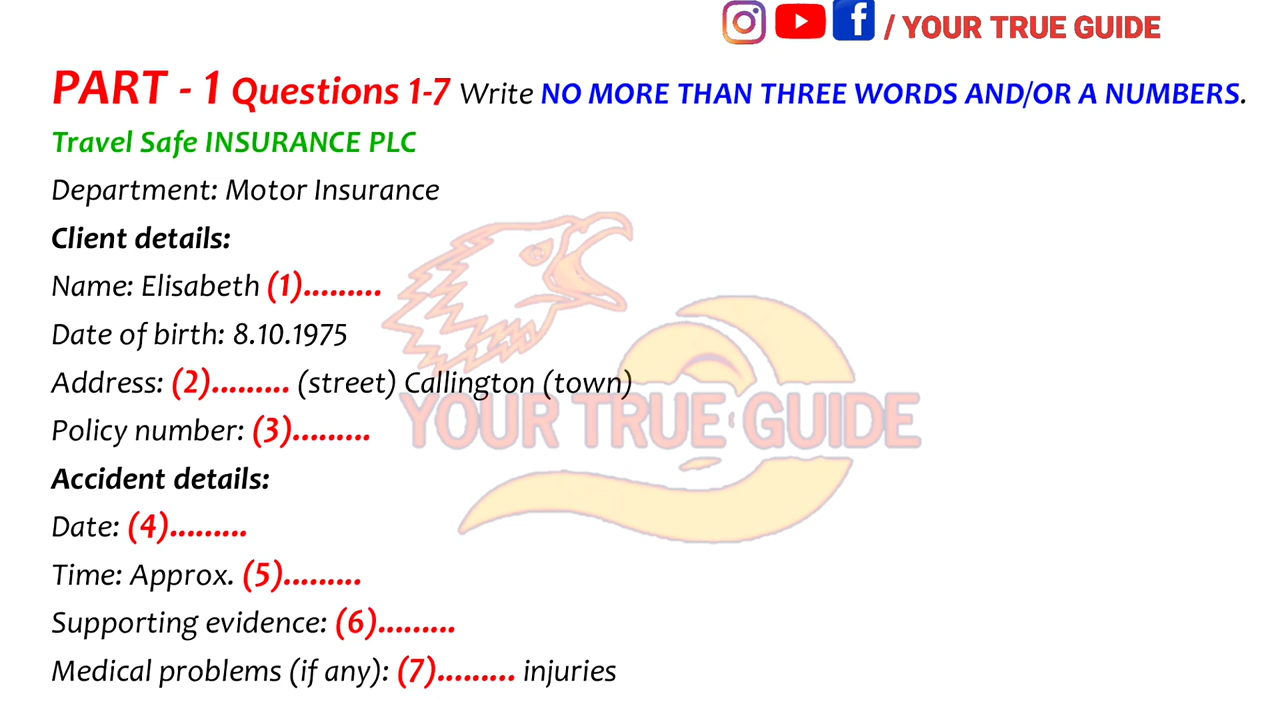 / YOUR TRUE GUIDE
PART - 1 Questions 1-7 Write NO MORE THAN THREE WORDS AND/OR A NUMBERS.
Travel Safe INSURANCE PLC
Department: Motor Insurance
Client details:
Name: Elisabeth (1).........
Date of birth: 8.10.1975
Address: (2)......... (street) Callington (town)
Policy number: (3).........
YOUR TRUE GUIDE
Accident details:
Date: (4).........
Time: Approx. (5).........
Supporting evidence: (6).........
Medical problems (if any): (7)......... injuries